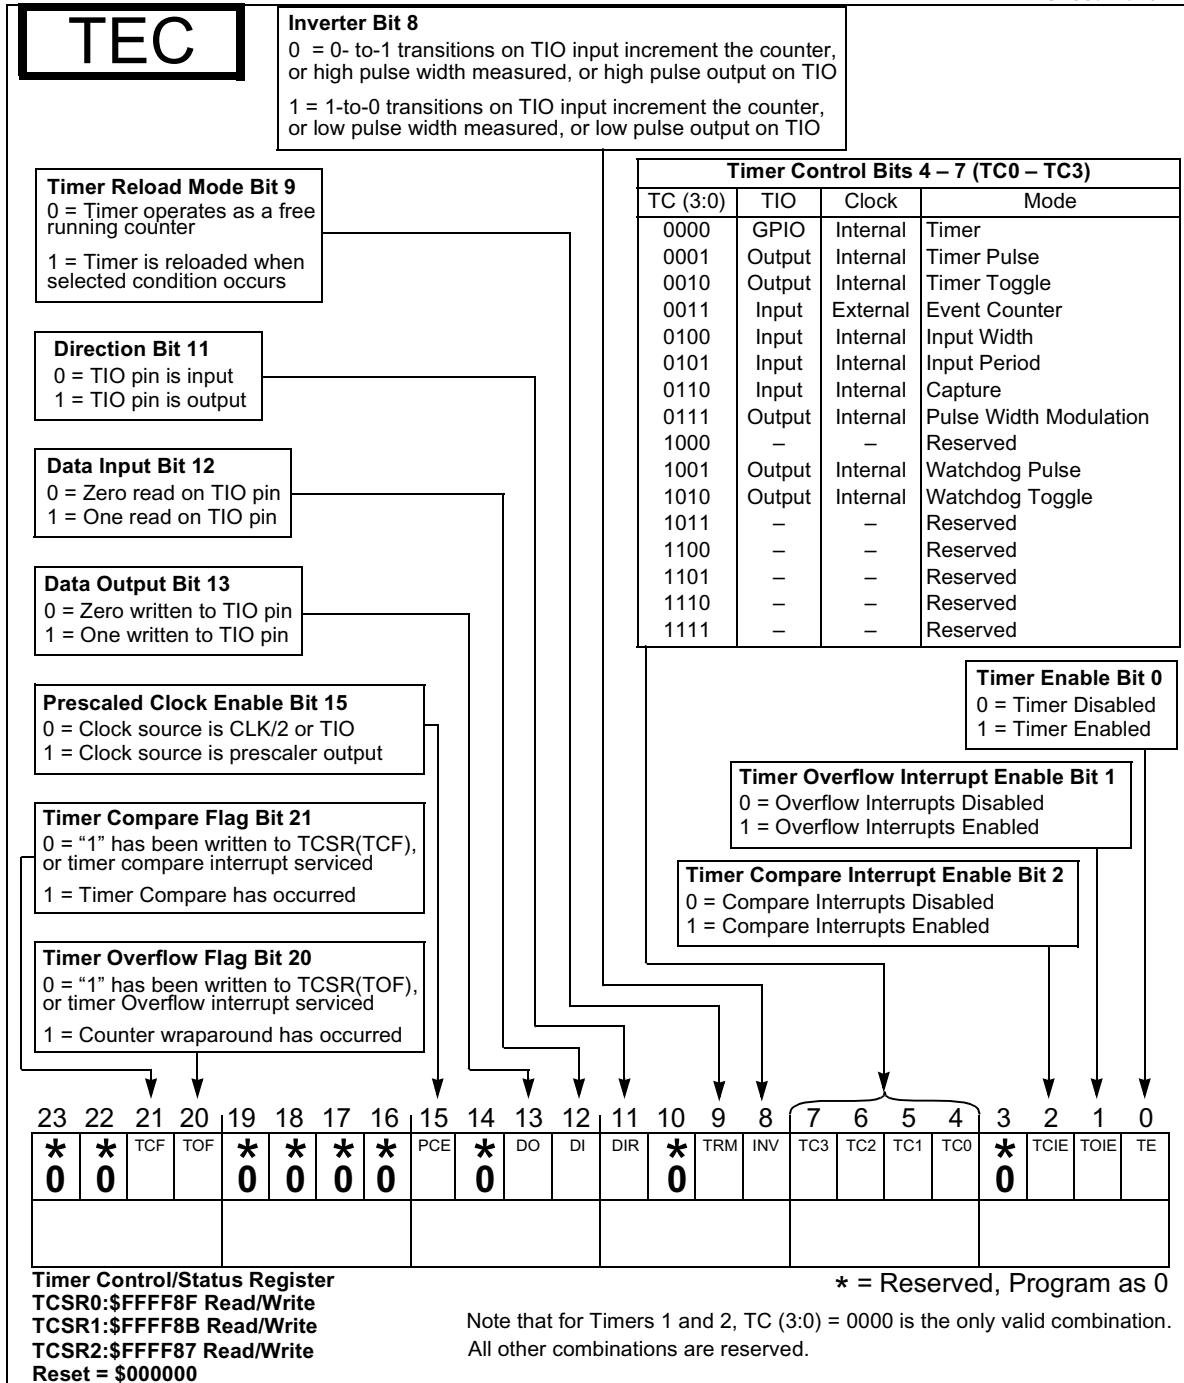 TEC
Inverter Bit 8
0 = 0- to-1 transitions on TIO input increment the counter,
or high pulse width measured, or high pulse output on TIO
1 = 1-to-0 transitions on TIO input increment the counter,
or low pulse width measured, or low pulse output on TIO
Timer Reload Mode Bit 9
0 = Timer operates as a free
running counter
1 = Timer is reloaded when
selected condition occurs
Direction Bit 11
0 = TIO pin is input
1 = TIO pin is output
Data Input Bit 12
0 = Zero read on TIO pin
1 = One read on TIO pin
Data Output Bit 13
0 = Zero written to TIO pin
1 = One written to TIO pin
Prescaled Clock Enable Bit 15
0 = Clock source is CLK/2 or TIO
1 = Clock source is prescaler output
Timer Compare Flag Bit 21
0 = “1” has been written to TCSR(TCF),
or timer compare interrupt serviced
1 = Timer Compare has occurred
Timer Overflow Flag Bit 20
0 = “1” has been written to TCSR(TOF),
or timer Overflow interrupt serviced
1 = Counter wraparound has occurred
Timer Control Bits 4 – 7 (TC0 – TC3)
TC (3:0) TIO Clock Mode
0000 GPIO Internal Timer
0001 Output Internal Timer Pulse
0010 Output Internal Timer Toggle
0011 Input External Event Counter
0100 Input Internal Input Width
0101 Input Internal Input Period
0110 Input Internal Capture
0111 Output Internal Pulse Width Modulation
1000 – – Reserved
1001 Output Internal Watchdog Pulse
1010 Output Internal Watchdog Toggle
1011 – – Reserved
1100 – – Reserved
1101 – – Reserved
1110 – – Reserved
1111 – – Reserved
Timer Enable Bit 0
0 = Timer Disabled
1 = Timer Enabled
Timer Overflow Interrupt Enable Bit 1
0 = Overflow Interrupts Disabled
1 = Overflow Interrupts Enabled
Timer Compare Interrupt Enable Bit 2
0 = Compare Interrupts Disabled
1 = Compare Interrupts Enabled
23 22 21 20 19 18 17 16 15 14 13 12 11 10 9 8 7 6 5 4 3 2 1 0
* * TCF TOF * * * * PCE * DO DI DIR * TRM INV TC3 TC2 TC1 TC0 * TCIE TOIE TE
0 0 0 0 0 0 0 0 0
Timer Control/Status Register
TCSR0:$FFFF8F Read/Write
TCSR1:$FFFF8B Read/Write
TCSR2:$FFFF87 Read/Write
Reset = $000000
* = Reserved, Program as 0
Note that for Timers 1 and 2, TC (3:0) = 0000 is the only valid combination.
All other combinations are reserved.